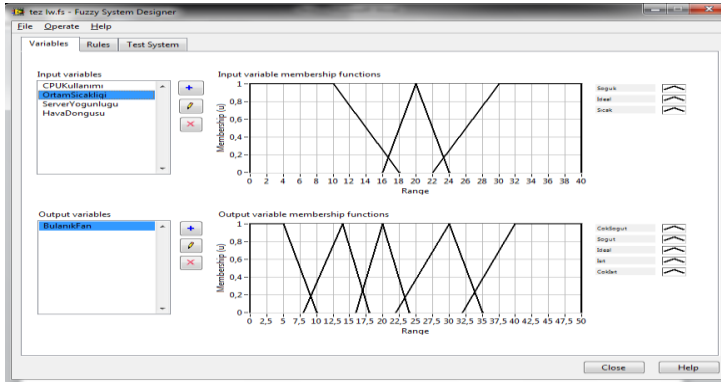 tez lw.fs - Fuzzy System Designer
File Operate Help
Variables Rules Test System
Input variables
CPUKullanımı
OrtamSicakligi
ServerYogunlugu
HavaDongusu
Input variable membership functions
Membership (u)
1
0,8
0,6
0,4
0,2
0
0 2 4 6 8 10 12 14 16 18 20 22 24 26 28 30 32 34 36 38 40
Range
Soguk
Ideal
Sicak
Output variables
BulanikFan
Output variable membership functions
Membership (u)
1
0,8
0,6
0,4
0,2
0
0 2,5 5 7,5 10 12,5 15 17,5 20 22,5 25 27,5 30 32,5 35 37,5 40 42,5 45 47,5 50
Range
CokSogut
Sogut
Ideal
Isın
CokIsn
Close Help